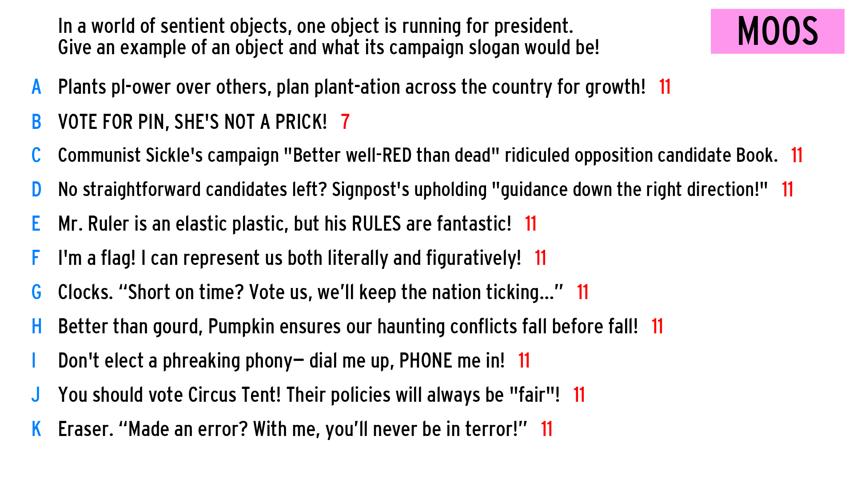 In a world of sentient objects, one object is running for president.
Give an example of an object and what its campaign slogan would be!
MOOS
A Plants pl-ower over others, plan plant-ation across the country for growth! 11
B VOTE FOR PIN, SHE'S NOT A PRICK! 7
C Communist Sickle's campaign "Better well-RED than dead" ridiculed opposition candidate Book. 11
D No straightforward candidates left? Signpost's upholding "guidance down the right direction!" 11
E Mr. Ruler is an elastic plastic, but his RULES are fantastic! 11
F I'm a flag! I can represent us both literally and figuratively! 11
G Clocks. “Short on time? Vote us, we’ll keep the nation ticking...” 11
H Better than gourd, Pumpkin ensures our haunting conflicts fall before fall! 11
I Don't elect a phreaking phony– dial me up, PHONE me in! 11
J You should vote Circus Tent! Their policies will always be "fair"! 11
K Eraser. “Made an error? With me, you’ll never be in terror!” 11